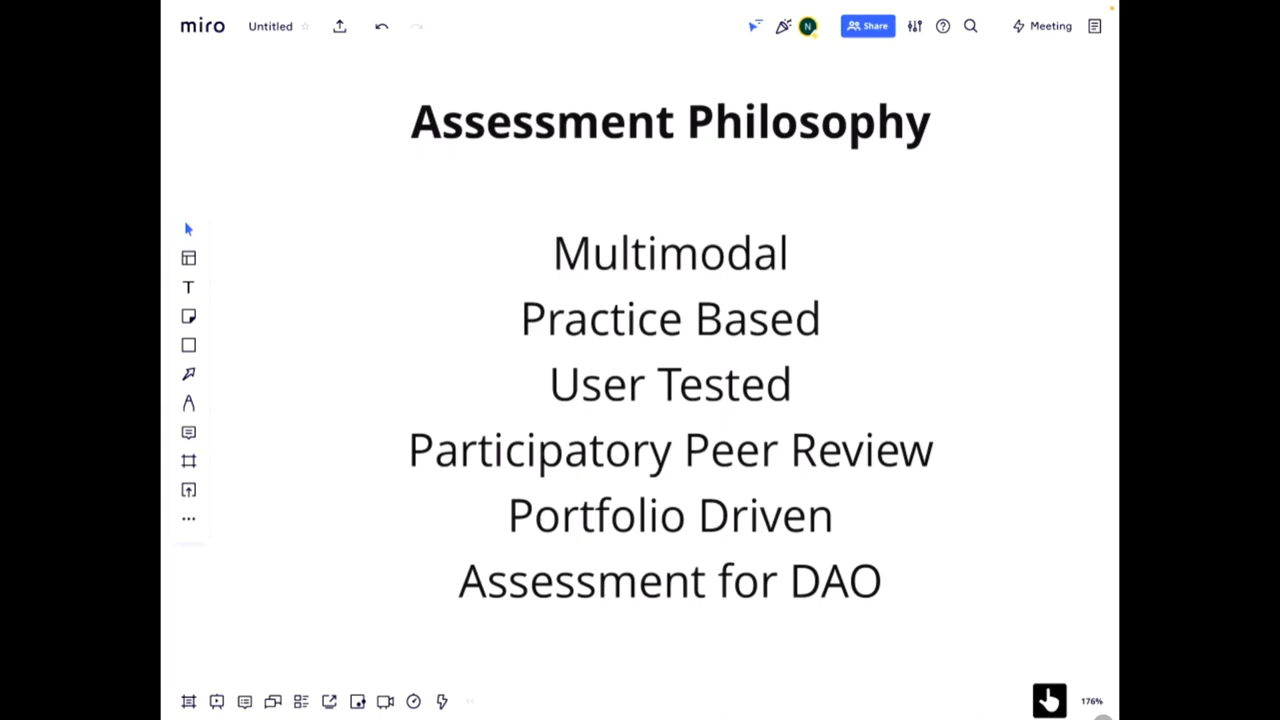 miro Untitled Share Meeting
Assessment Philosophy
Multimodal
Practice Based
User Tested
Participatory Peer Review
Portfolio Driven
Assessment for DAO
N
T
176%